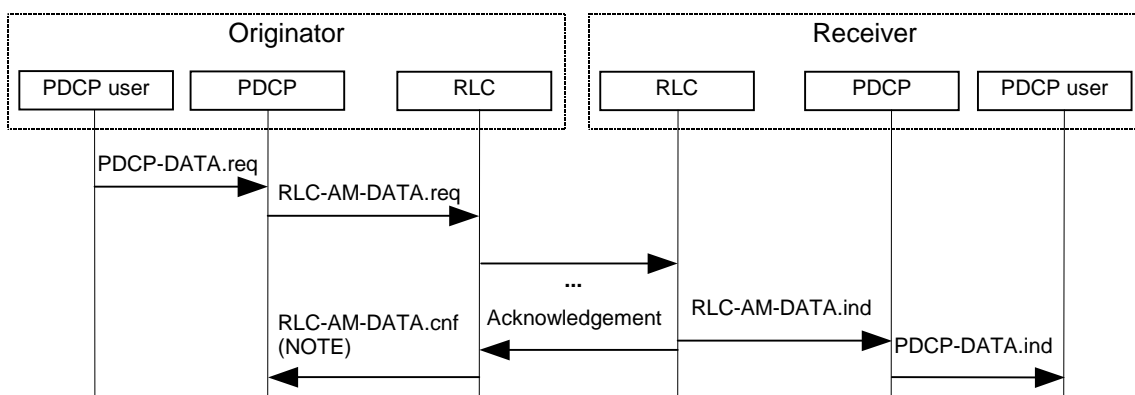 Originator
Receiver
PDCP user
PDCP
RLC
RLC
PDCP
PDCP user
PDCP-DATA.req
RLC-AM-DATA.req
...
RLC-AM-DATA.cnf
(NOTE)
Acknowledgement
RLC-AM-DATA.ind
PDCP-DATA.ind